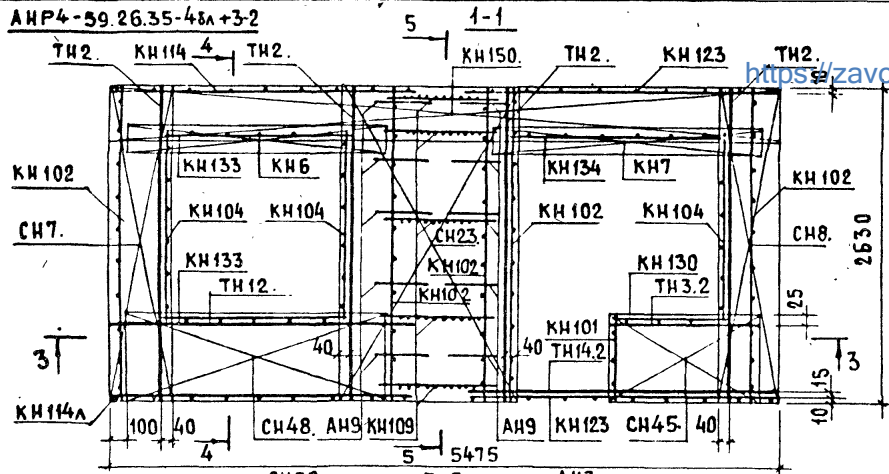 АНР4-59.26.35-4бл+3-2
4
5
1-1
ТН2.
КН114
ТН2.
КН150.
ТН2.
КН123
ТН2.
https://zavo
КН133
КН6
КН134
КН7
КН102
КН102
КН104
КН104
КН102
КН104
СН7.
СН23.
СН8.
2630
КН133
КН102
КН130
ТН12.
КН102
ТН3.2
25
КН101
3
40
40
ТН14.2
3
15
КН114л
100
40
СН48.
АН9
КН109
АН9
КН123
СН45.
40
10
4
5
5475